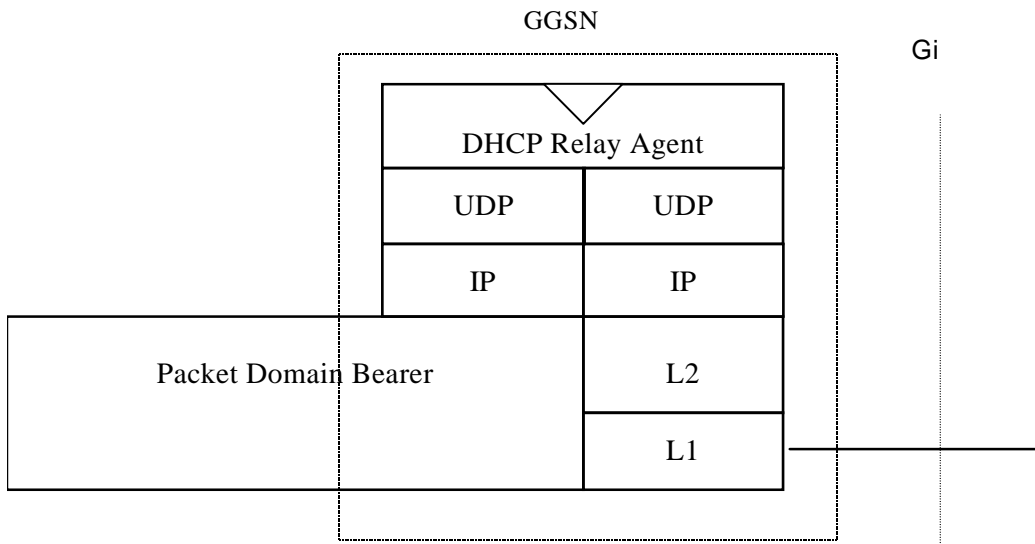 GGSN
Gi
DHCP Relay Agent
UDP UDP
IP IP
Packet Domain Bearer L2
L1